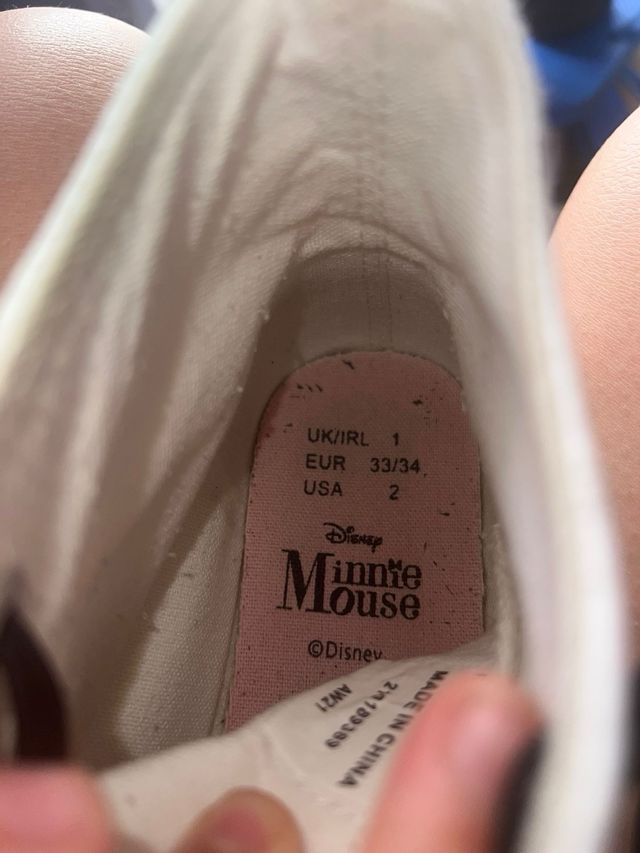 UK/IRL 1
EUR 33/34
USA 2
Disney
Minnie
Mouse
©Disney
MADE IN CHINA
AW21